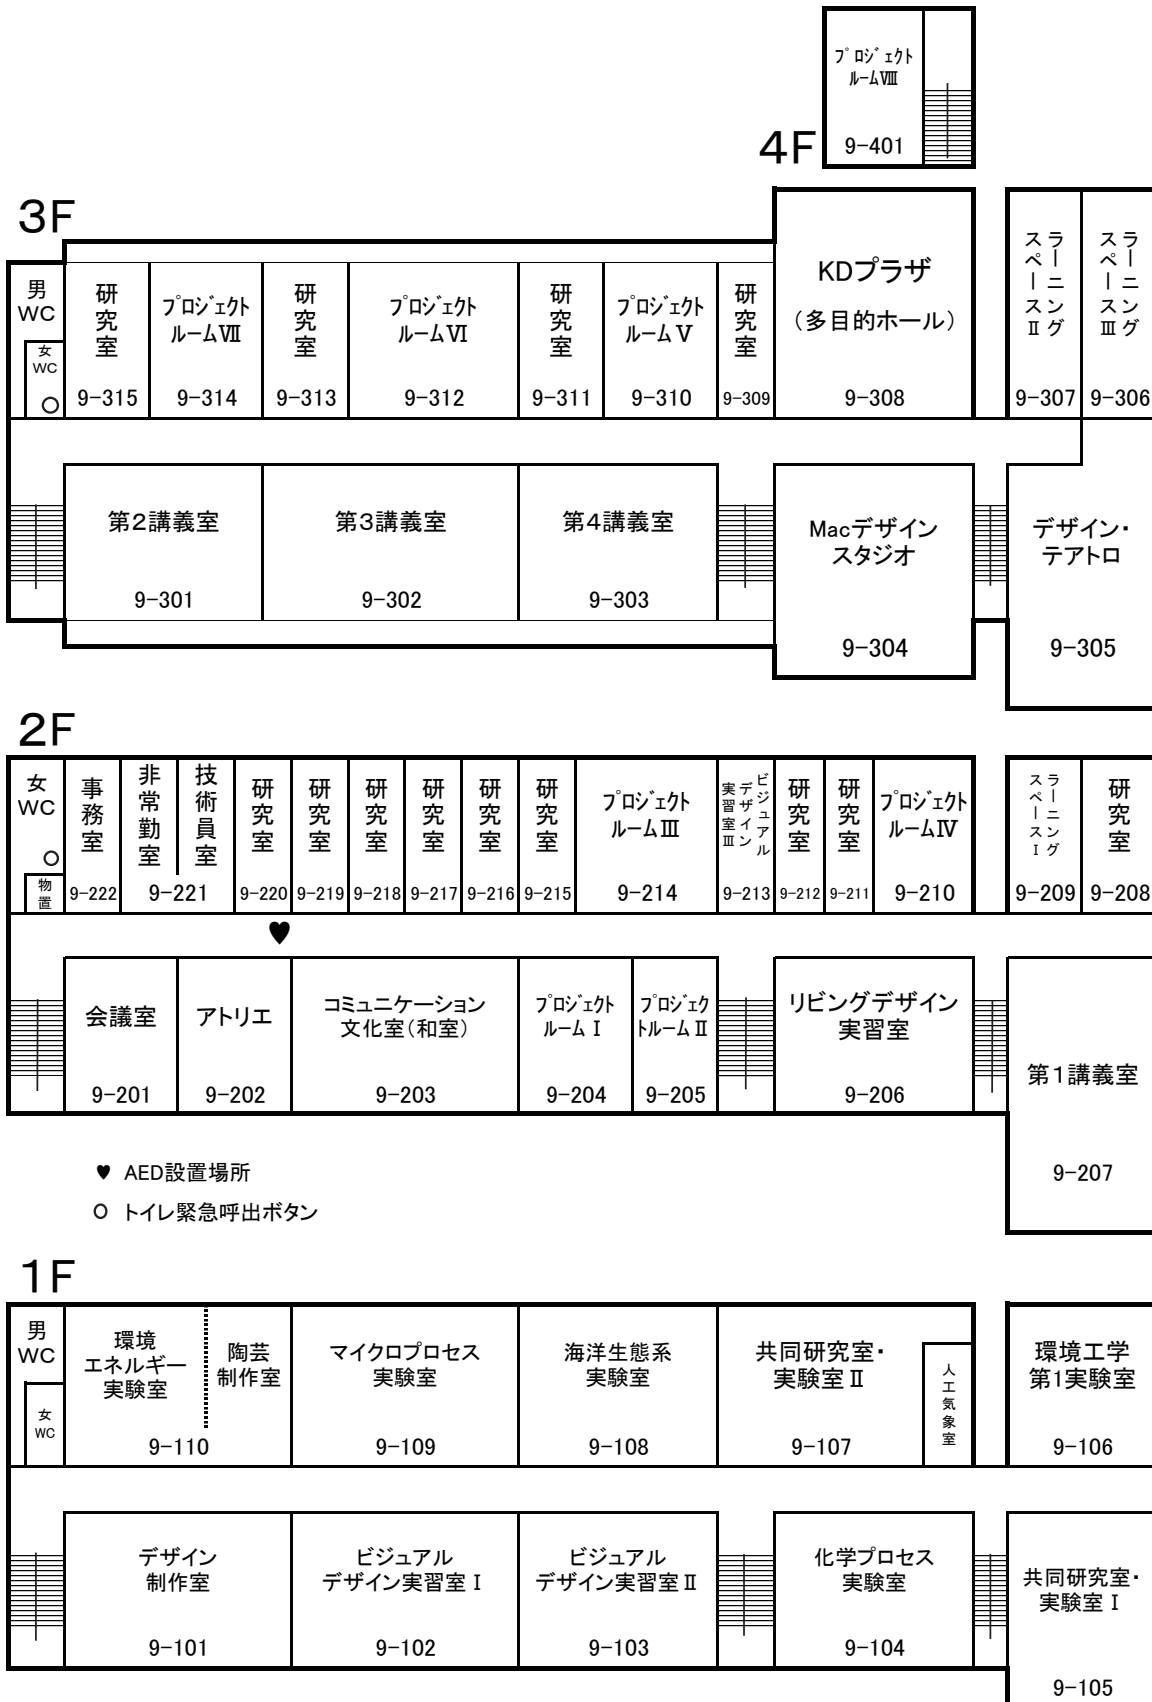 プロジェクト
ルームⅧ
9-401
4F
3F
男
WC
女
WC
研究室
9-315
プロジェクト
ルームⅦ
9-314
研究室
9-313
プロジェクト
ルームⅥ
9-312
研究室
9-311
プロジェクト
ルームⅤ
9-310
研究室
9-309
KDプラザ
（多目的ホール）
9-308
ラーニング
スペースⅡ
9-307
ラーニング
スペースⅢ
9-306
第2講義室
9-301
第3講義室
9-302
第4講義室
9-303
Macデザイン
スタジオ
9-304
デザイン・
テアトロ
9-305
2F
女
WC
物置
事務室
9-222
非常勤室
技術員室
9-221
研究室
9-220
研究室
9-219
研究室
9-218
研究室
9-217
研究室
9-216
研究室
9-215
プロジェクト
ルームⅢ
9-214
ビジュアル
デザイン
実習室Ⅲ
9-213
研究室
9-212
研究室
9-211
プロジェクト
ルームⅣ
9-210
ラーニング
スペースⅠ
9-209
研究室
9-208
♥
会議室
9-201
アトリエ
9-202
コミュニケーション
文化室（和室）
9-203
プロジェクト
ルームⅠ
9-204
プロジェク
トルームⅡ
9-205
リビングデザイン
実習室
9-206
第1講義室
9-207
♥ AED設置場所
○ トイレ緊急呼出ボタン
1F
男
WC
女
WC
環境
エネルギー
実験室
陶芸
制作室
9-110
マイクロプロセス
実験室
9-109
海洋生態系
実験室
9-108
共同研究室・
実験室Ⅱ
9-107
人工気象室
環境工学
第1実験室
9-106
デザイン
制作室
9-101
ビジュアル
デザイン実習室Ⅰ
9-102
ビジュアル
デザイン実習室Ⅱ
9-103
化学プロセス
実験室
9-104
共同研究室・
実験室Ⅰ
9-105